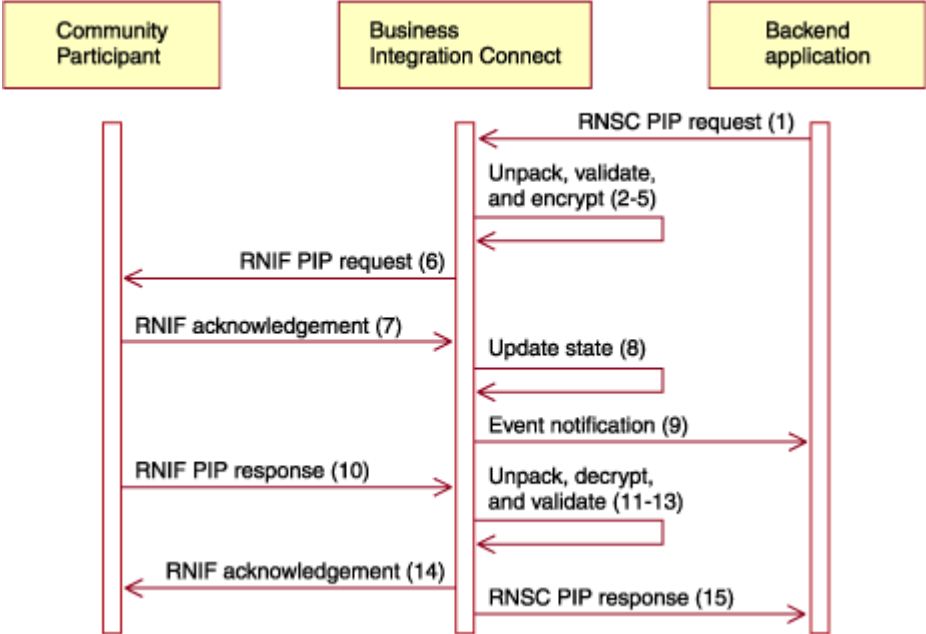 Community
Participant
Business
Integration Connect
Backend
application
RNSC PIP request (1)
Unpack, validate,
and encrypt (2-5)
RNIF PIP request (6)
RNIF acknowledgement (7)
Update state (8)
Event notification (9)
RNIF PIP response (10)
Unpack, decrypt,
and validate (11-13)
RNIF acknowledgement (14)
RNSC PIP response (15)